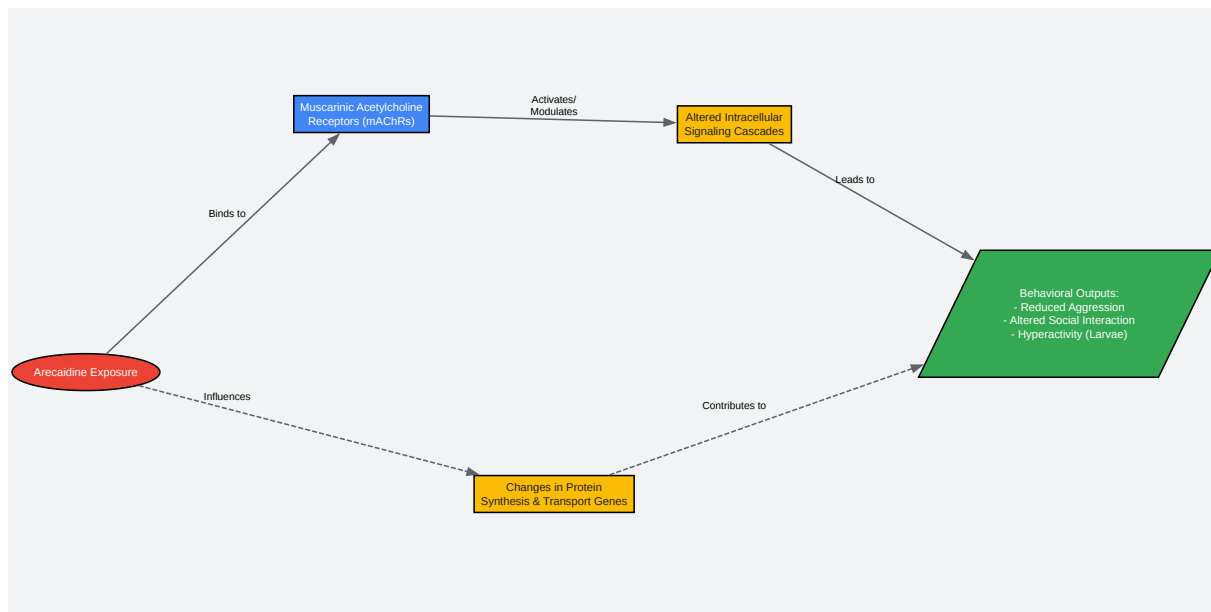 Activates/
Modulates
Muscarinic Acetylcholine
Receptors (mAChRs)
Altered Intracellular
Signaling Cascades
Leads to
Binds to
Behavioral Outputs:
- Reduced Aggression
- Altered Social Interaction
- Hyperactivity (Larvae)
Arecaidine Exposure
Influences
Contributes to
Changes in Protein
Synthesis & Transport Genes